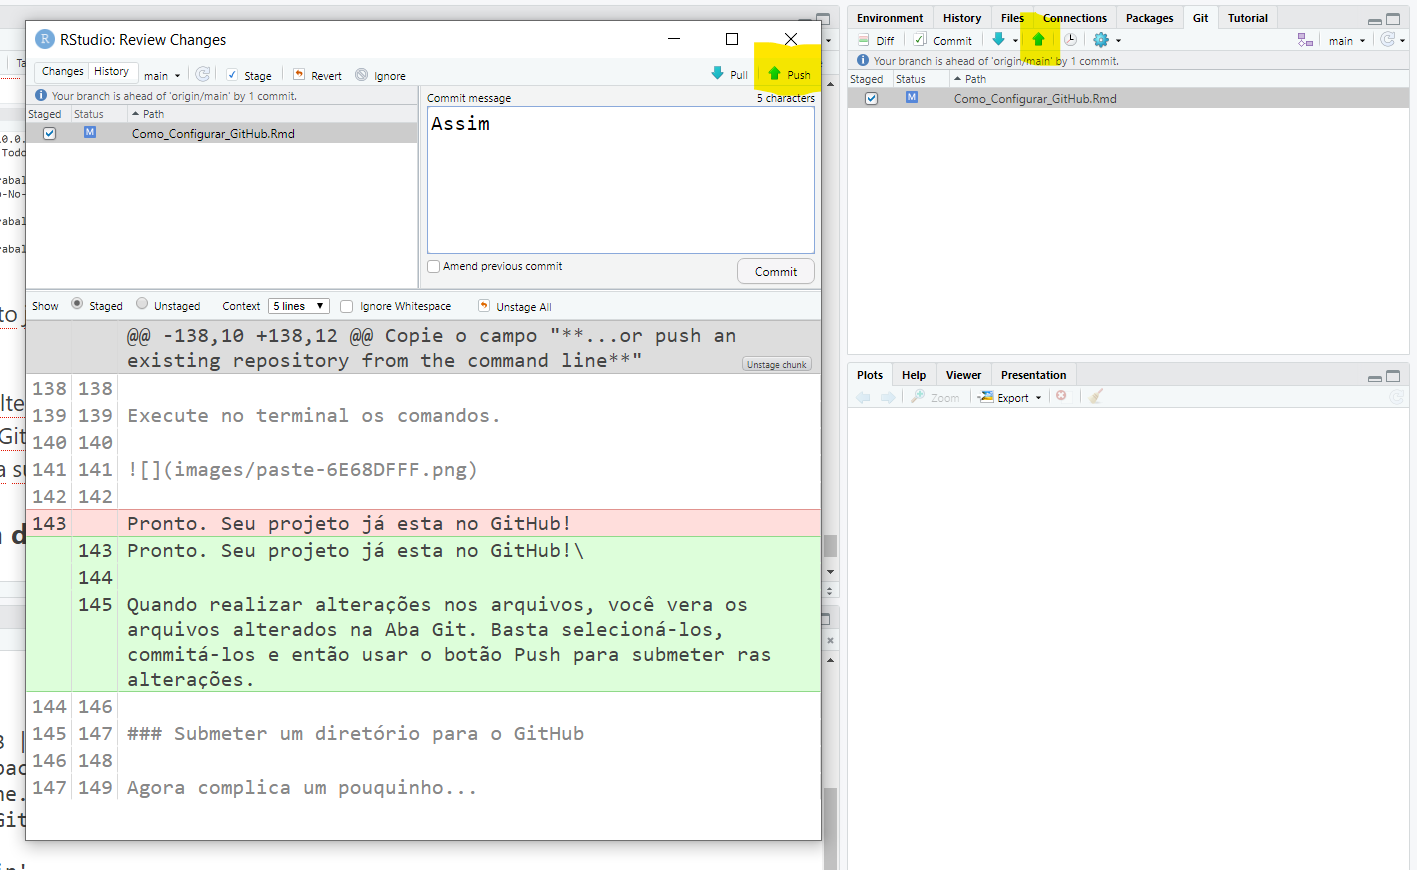 RStudio: Review Changes
Changes History main Stage Revert Ignore Pull Push
Your branch is ahead of 'origin/main' by 1 commit.
Staged Status Path
M Como_Configurar_GitHub.Rmd
Commit message 5 characters
Assim
Amend previous commit
Commit
Show Staged Unstaged Context 5 lines Ignore Whitespace Unstage All
@@ -138,10 +138,12 @@ Copie o campo "**...or push an
existing repository from the command line**"
Unstage chunk
138 138
139 139 Execute no terminal os comandos.
140 140
141 141 ![](images/paste-6E68DFFF.png)
142 142
143 Pronto. Seu projeto já esta no GitHub!
143 Pronto. Seu projeto já esta no GitHub!\
144
145 Quando realizar alterações nos arquivos, você vera os
arquivos alterados na Aba Git. Basta selecioná-los,
commitá-los e então usar o botão Push para submeter ras
alterações.
144 146
145 147 ### Submeter um diretório para o GitHub
146 148
147 149 Agora complica um pouquinho...
Environment History Files Connections Packages Git Tutorial
Diff Commit main
Your branch is ahead of 'origin/main' by 1 commit.
Staged Status Path
M Como_Configurar_GitHub.Rmd
Plots Help Viewer Presentation
Zoom Export